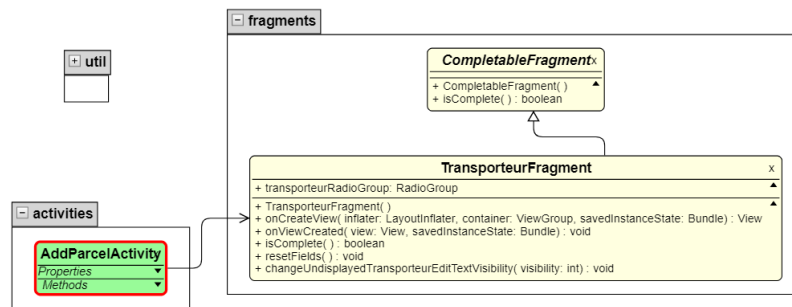 fragments
util
CompletableFragment x
+ CompletableFragment( )
+ isComplete( ) : boolean
TransporteurFragment x
+ transporteurRadioGroup: RadioGroup
+ TransporteurFragment( )
+ onCreateView( inflater: LayoutInflater, container: ViewGroup, savedInstanceState: Bundle) : View
+ onViewCreated( view: View, savedInstanceState: Bundle) : void
+ isComplete( ) : boolean
+ resetFields( ) : void
+ changeUndisplayedTransporteurEditTextVisibility( visibility: int) : void
activities
AddParcelActivity
Properties
Methods